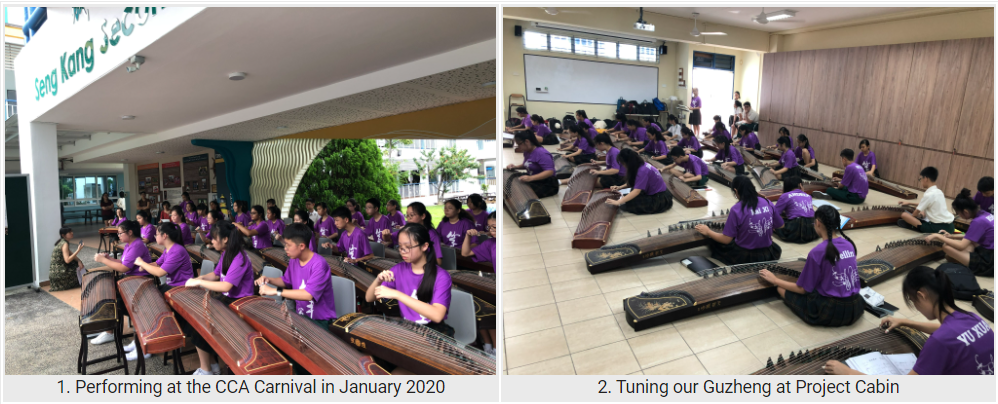 Seng Kang Secon
1. Performing at the CCA Carnival in January 2020
2. Tuning our Guzheng at Project Cabin